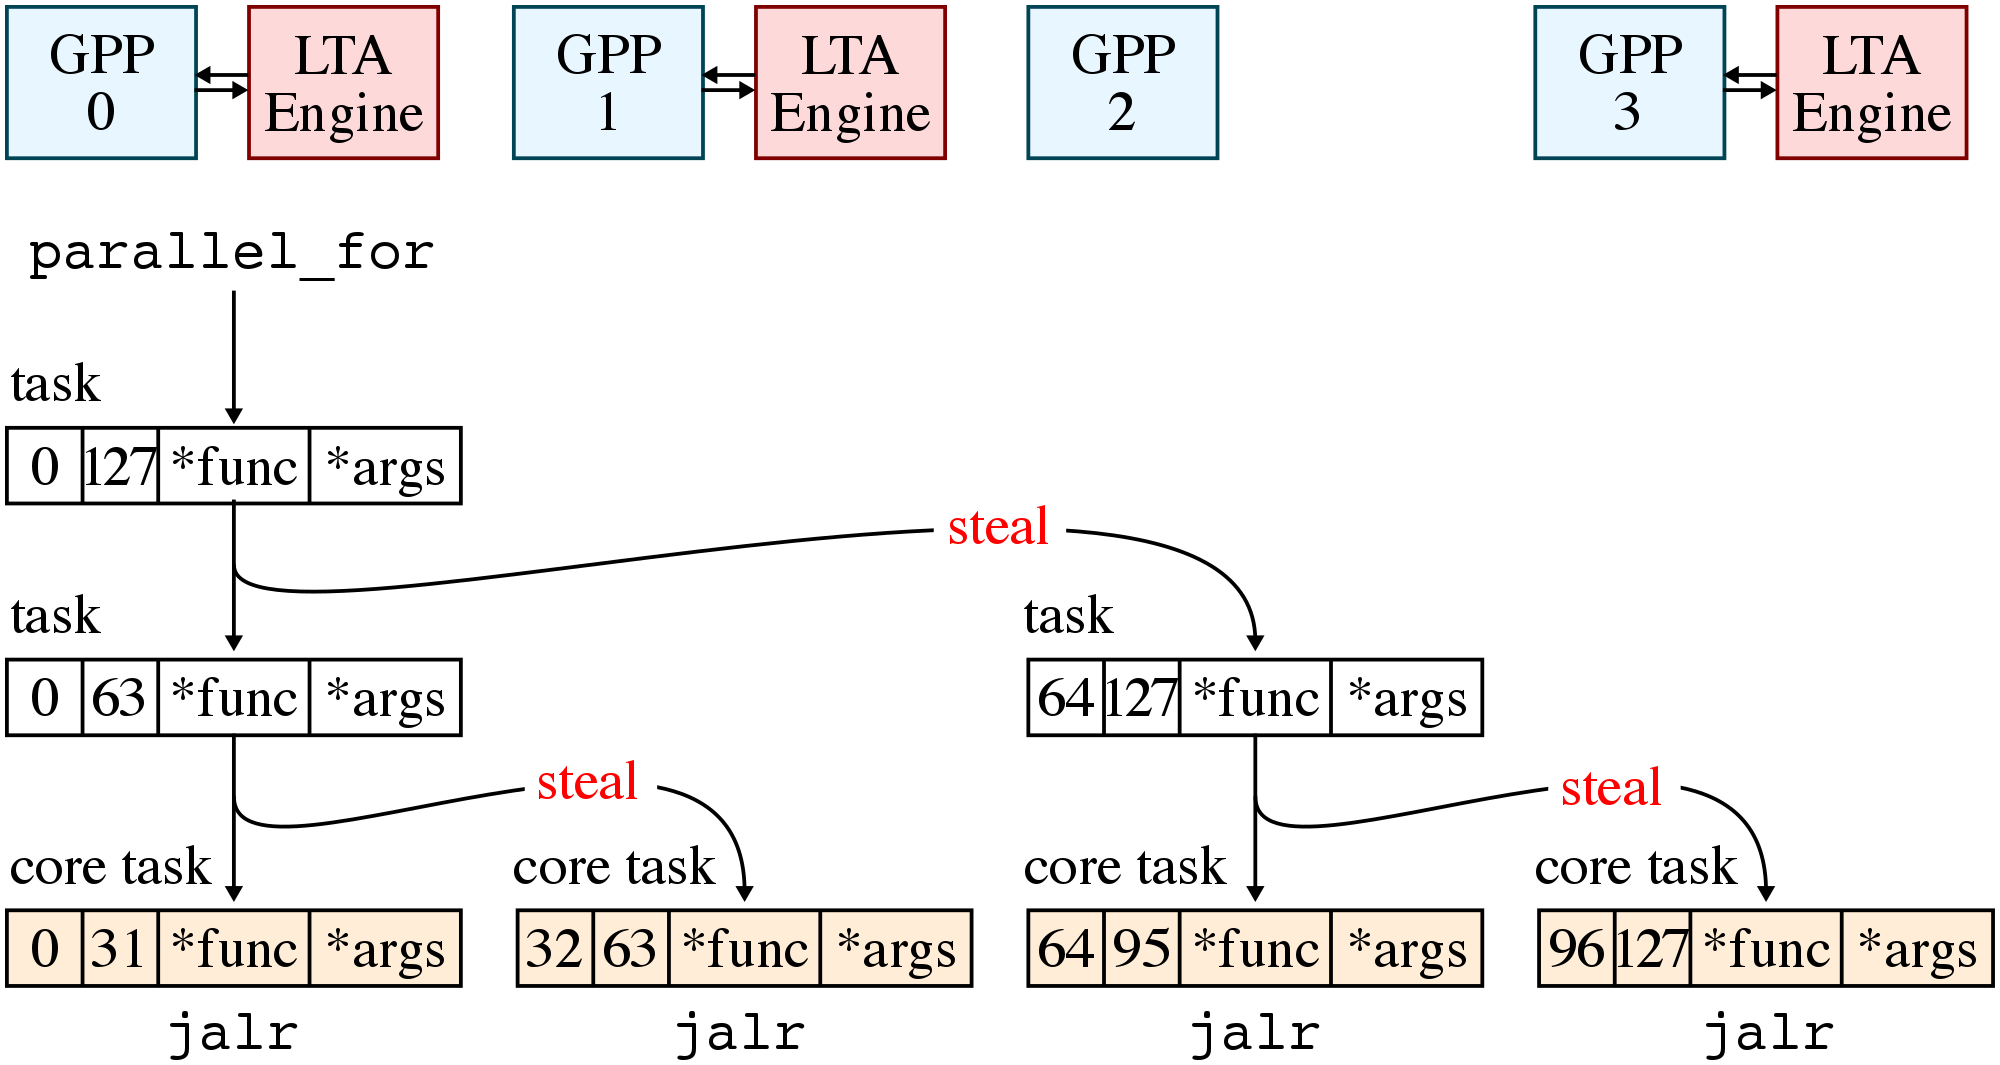 GPP
0
LTA
Engine
GPP
1
LTA
Engine
GPP
2
GPP
3
LTA
Engine
parallel_for
task
0 127 *func *args
steal
task
0 63 *func *args
task
64 127 *func *args
steal
steal
core task
0 31 *func *args
core task
32 63 *func *args
core task
64 95 *func *args
core task
96 127 *func *args
jalr
jalr
jalr
jalr